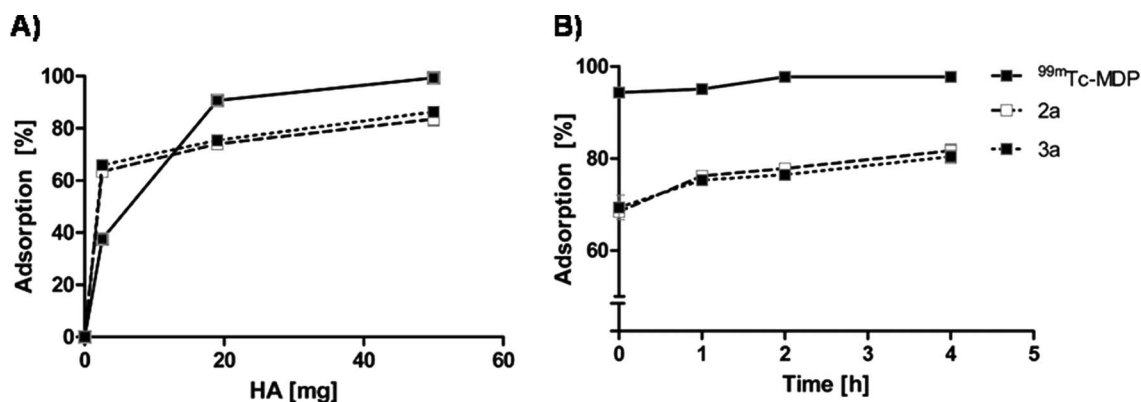 A)
100
80
60
40
20
0
Adsorption [%]
0 20 40 60
HA [mg]
B)
100
80
60
Adsorption [%]
0 1 2 3 4 5
Time [h]
99mTc-MDP
2a
3a